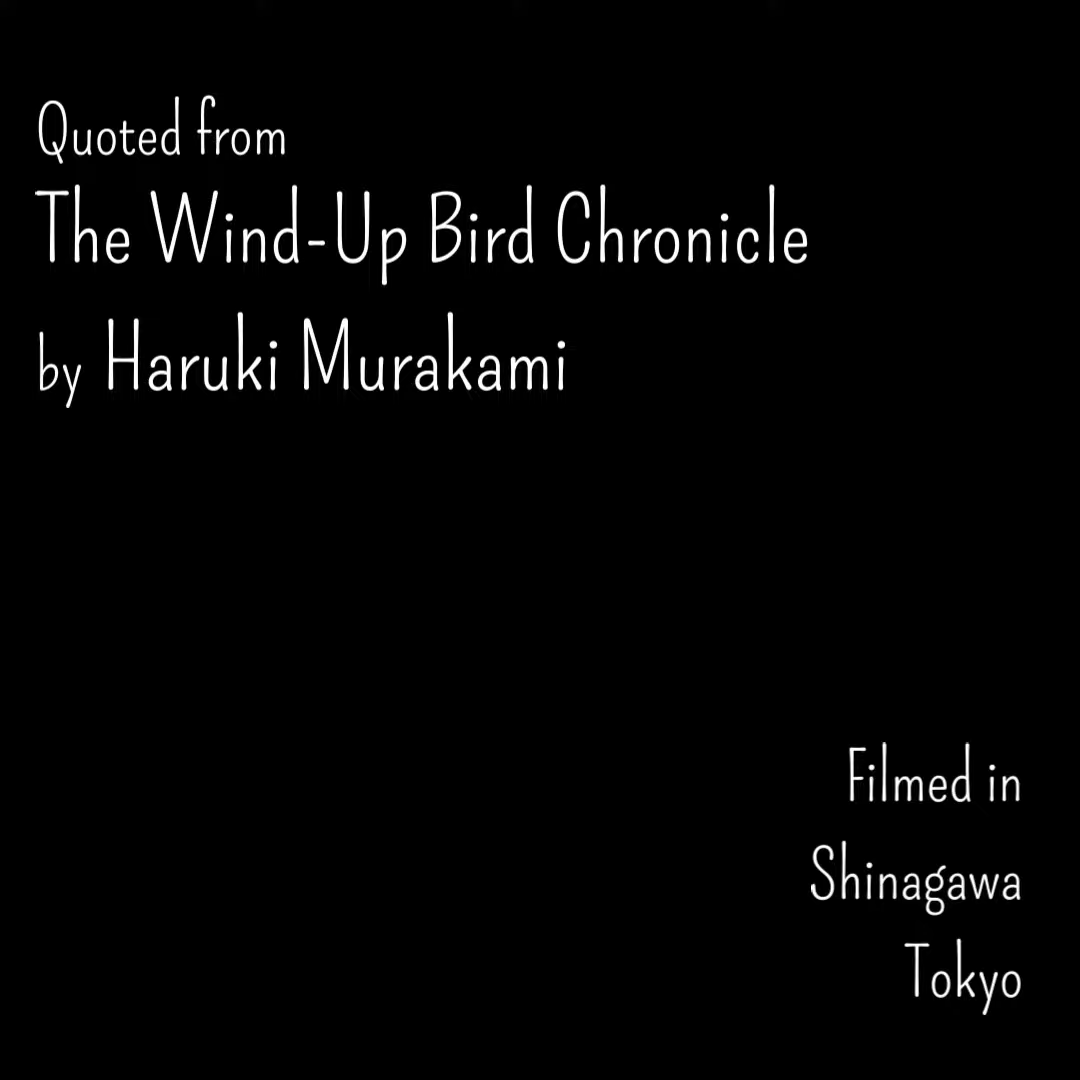 Quoted from
The Wind-Up Bird Chronicle
by Haruki Murakami
Filmed in
Shinagawa
Tokyo